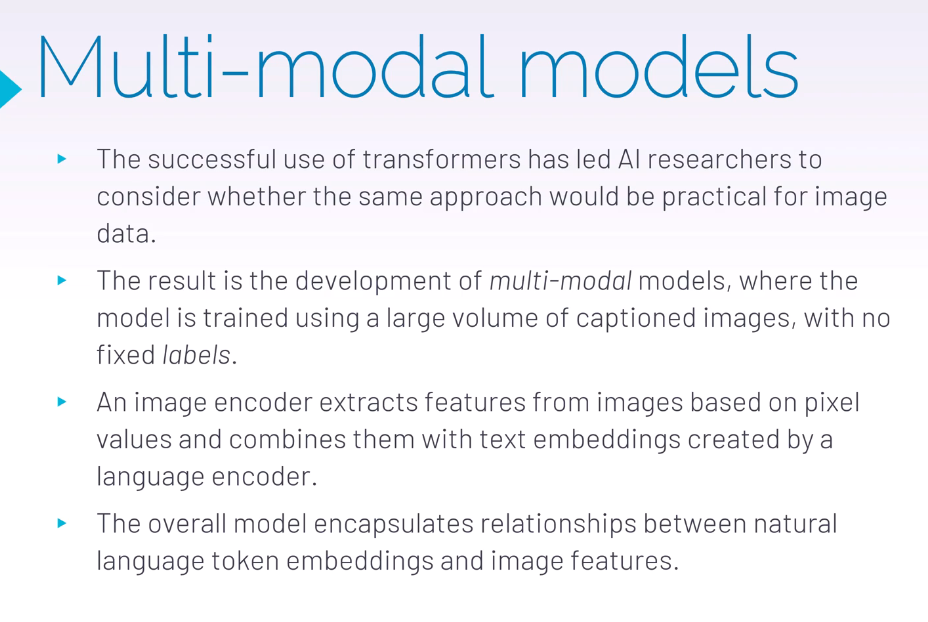 Multi-modal models
The successful use of transformers has led AI researchers to
consider whether the same approach would be practical for image
data.
The result is the development of multi-modal models, where the
model is trained using a large volume of captioned images, with no
fixed labels.
An image encoder extracts features from images based on pixel
values and combines them with text embeddings created by a
language encoder.
The overall model encapsulates relationships between natural
language token embeddings and image features.